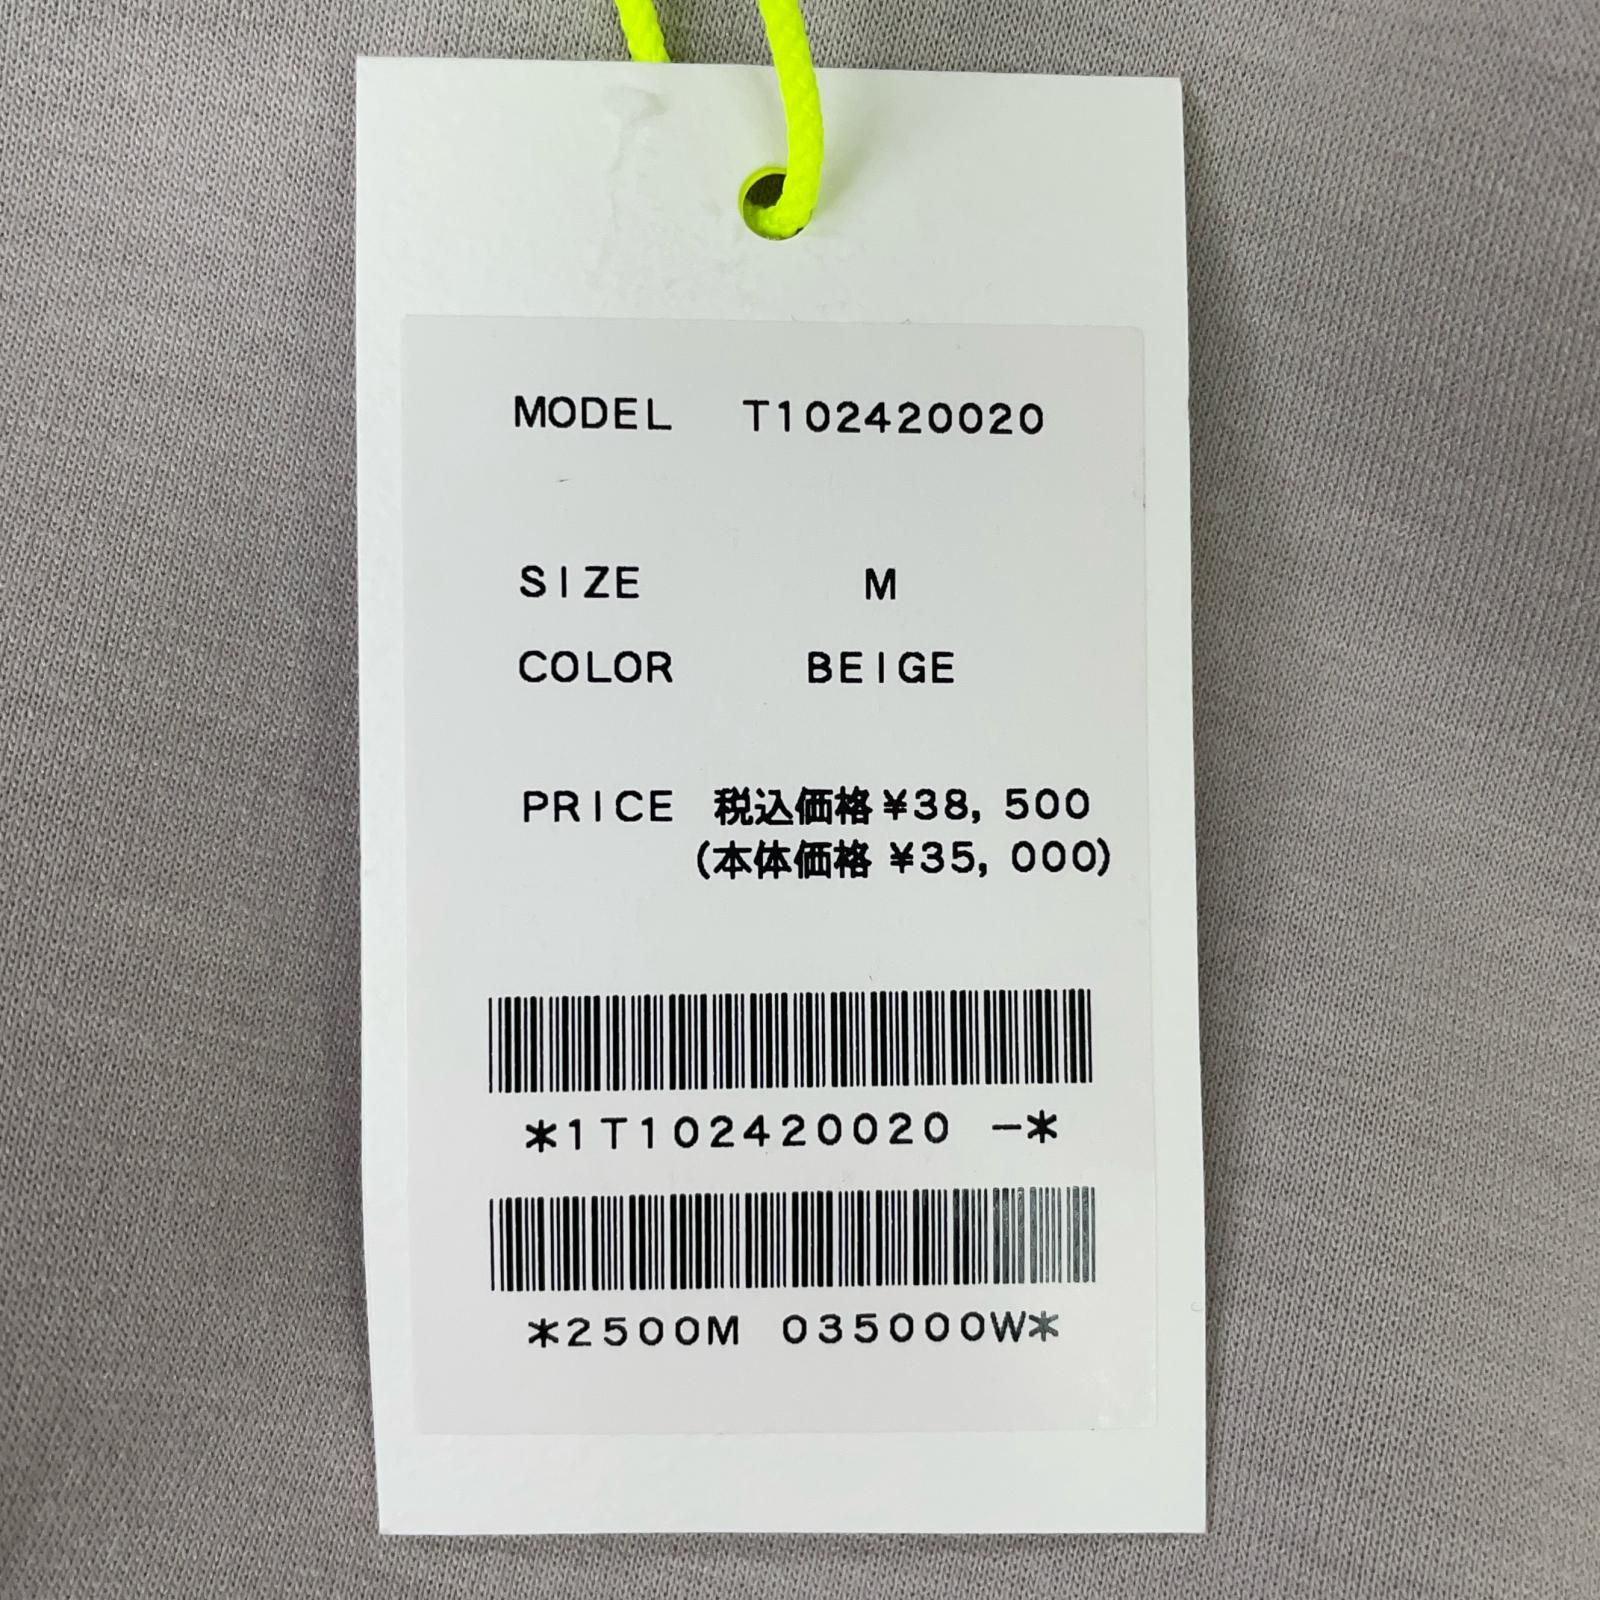 MODEL T102420020
SIZE M
COLOR BEIGE
PRICE 税込価格¥38,500
(本体価格 ¥35,000)
*1T102420020 -*
*2500M 035000W*